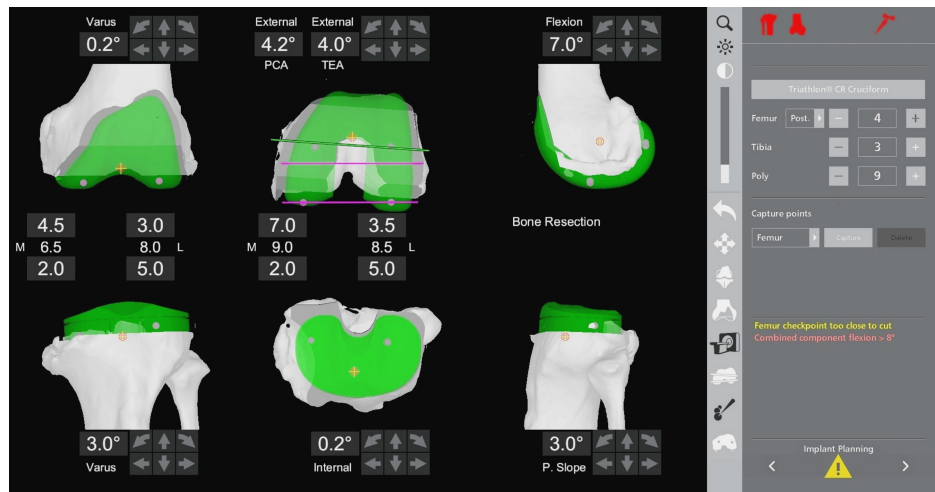 Varus
0.2°
External External
4.2° 4.0°
PCA TEA
Flexion
7.0°
4.5 3.0
M 6.5 8.0 L
2.0 5.0
7.0 3.5
M 9.0 8.5 L
2.0 5.0
Bone Resection
3.0°
Varus
0.2°
Internal
3.0°
P. Slope
Triathlon® CR Cruciform
Femur Post. − 4 +
Tibia − 3 +
Poly − 9 +
Capture points
Femur Capture Delete
Femur checkpoint too close to cut
Combined component flexion > 8°
Implant Planning
< ! >